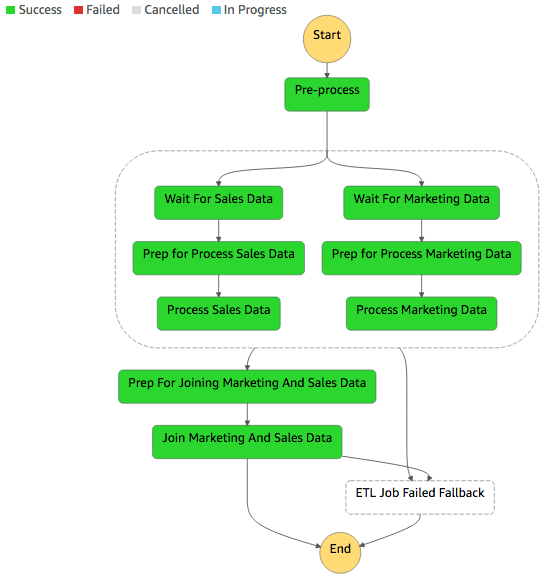 Success Failed Cancelled In Progress
Start
Pre-process
Wait For Sales Data
Wait For Marketing Data
Prep for Process Sales Data
Prep for Process Marketing Data
Process Sales Data
Process Marketing Data
Prep For Joining Marketing And Sales Data
Join Marketing And Sales Data
ETL Job Failed Fallback
End